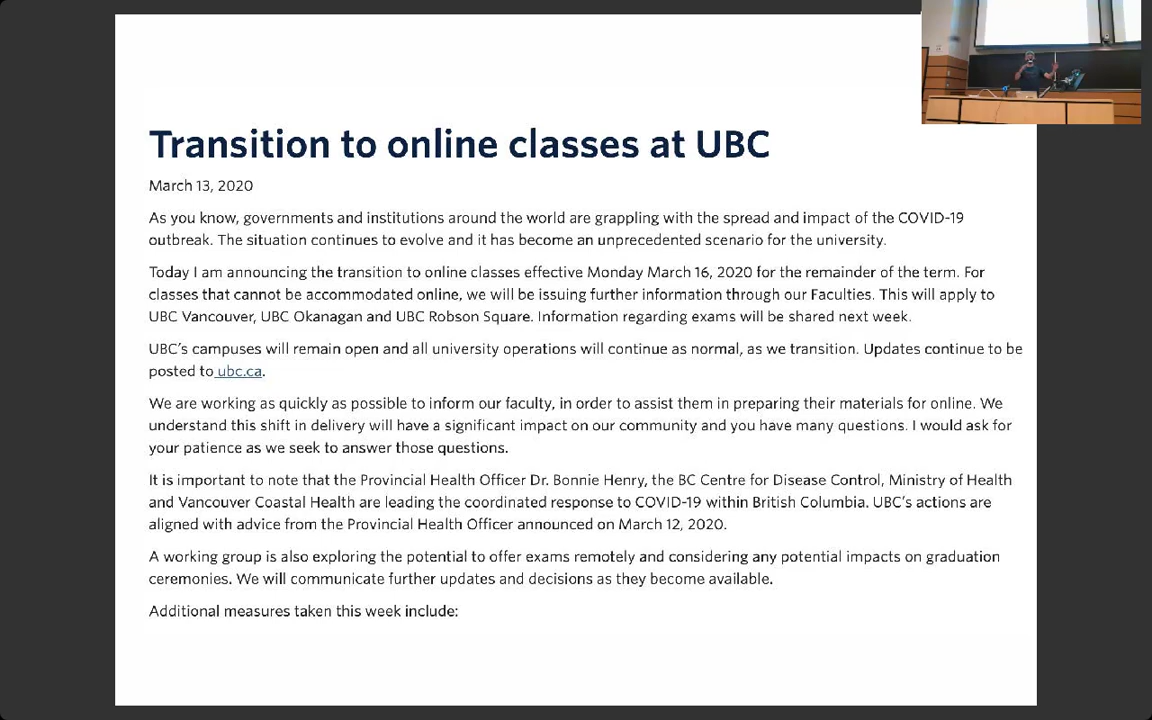 Transition to online classes at UBC
March 13, 2020
As you know, governments and institutions around the world are grappling with the spread and impact of the COVID-19
outbreak. The situation continues to evolve and it has become an unprecedented scenario for the university.
Today I am announcing the transition to online classes effective Monday March 16, 2020 for the remainder of the term. For
classes that cannot be accommodated online, we will be issuing further information through our Faculties. This will apply to
UBC Vancouver, UBC Okanagan and UBC Robson Square. Information regarding exams will be shared next week.
UBC's campuses will remain open and all university operations will continue as normal, as we transition. Updates continue to be
posted to ubc.ca.
We are working as quickly as possible to inform our faculty, in order to assist them in preparing their materials for online. We
understand this shift in delivery will have a significant impact on our community and you have many questions. I would ask for
your patience as we seek to answer those questions.
It is important to note that the Provincial Health Officer Dr. Bonnie Henry, the BC Centre for Disease Control, Ministry of Health
and Vancouver Coastal Health are leading the coordinated response to COVID-19 within British Columbia. UBC's actions are
aligned with advice from the Provincial Health Officer announced on March 12, 2020.
A working group is also exploring the potential to offer exams remotely and considering any potential impacts on graduation
ceremonies. We will communicate further updates and decisions as they become available.
Additional measures taken this week include: